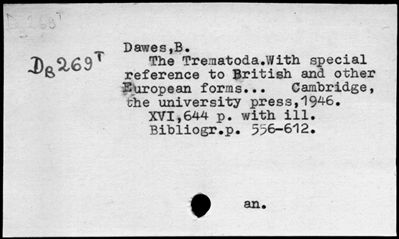 Dawes,B.
DB269T
The Trematoda.With special
reference to British and other
European forms... Cambridge,
the university press,1946.
XVI,644 p. with ill.
Bibliogr.p. 556-612.
an.